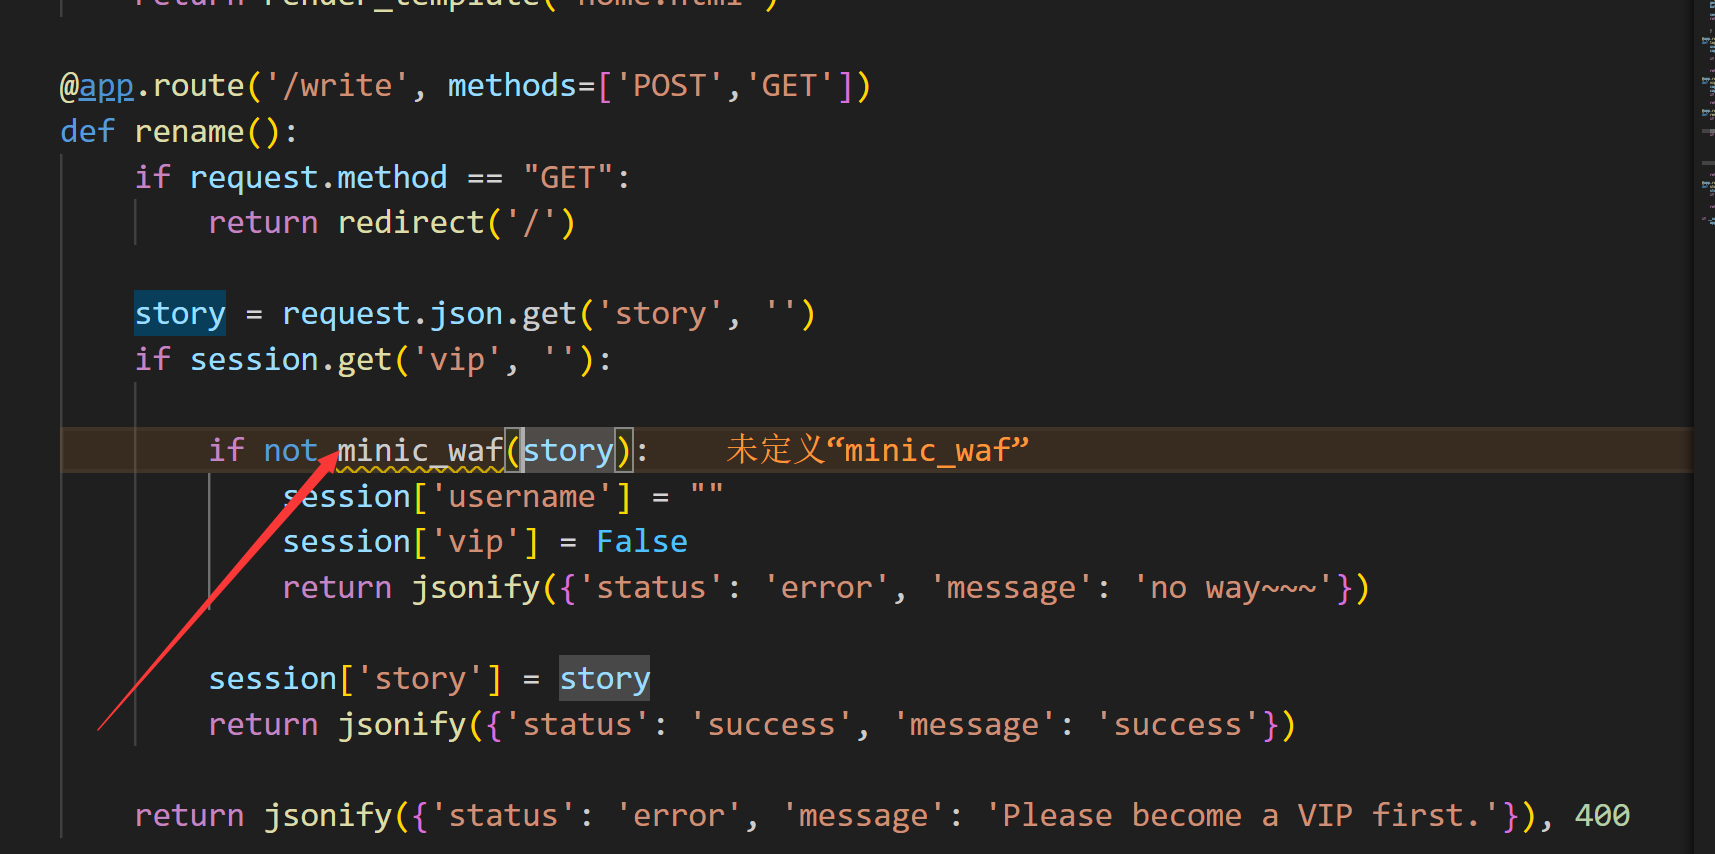 return render_template("home.html")
@app.route('/write', methods=['POST','GET'])
def rename():
if request.method == "GET":
return redirect('/')
story = request.json.get('story', '')
if session.get('vip', ''):
if not minic_waf(story): 未定义“minic_waf”
session['username'] = ""
session['vip'] = False
return jsonify({'status': 'error', 'message': 'no way~~~'})
session['story'] = story
return jsonify({'status': 'success', 'message': 'success'})
return jsonify({'status': 'error', 'message': 'Please become a VIP first.'}), 400